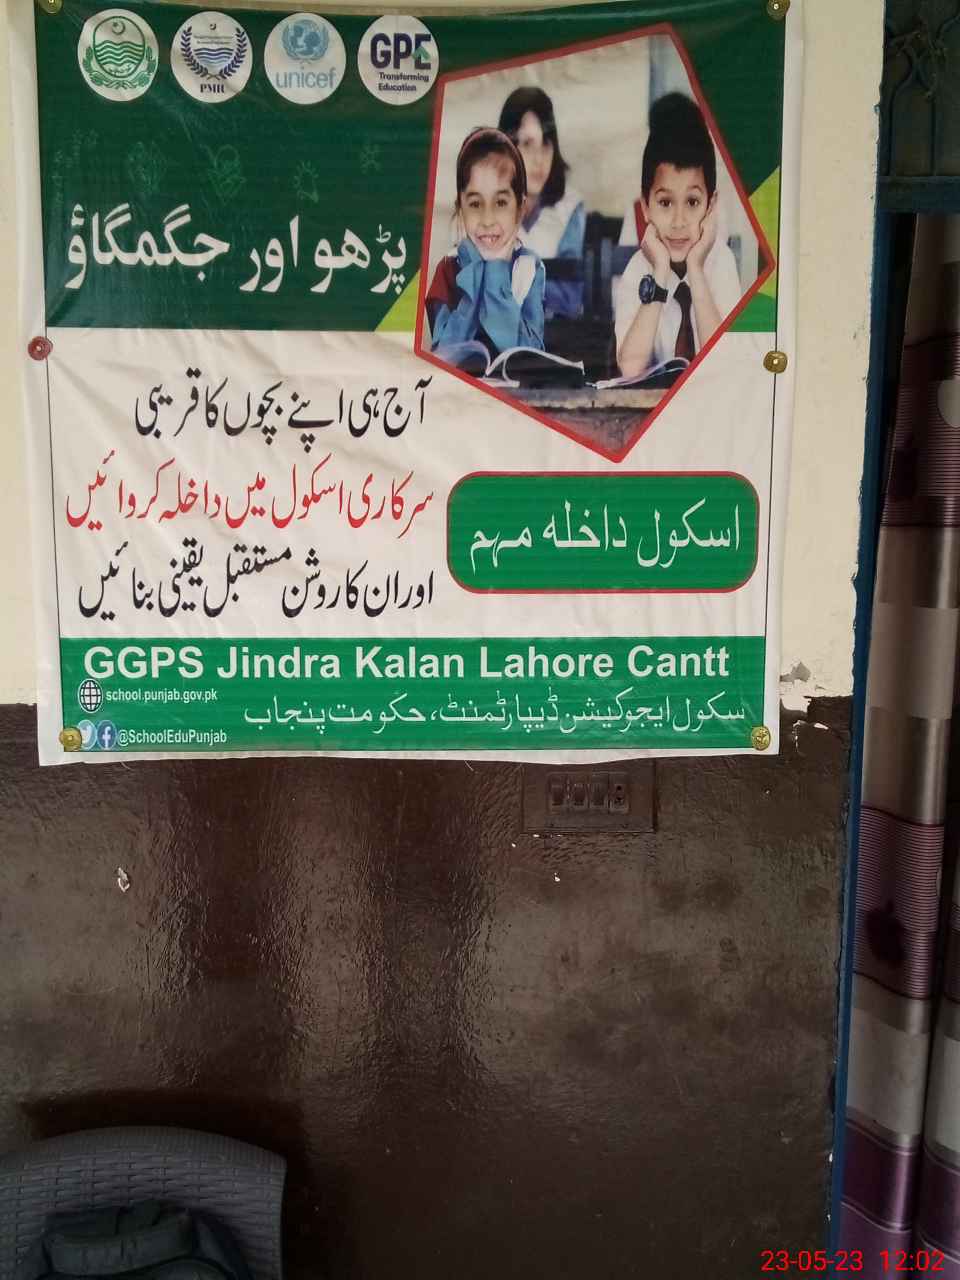 PMIU
unicef
GPE
Transforming
Education
پڑھو اور جگمگاؤ
آج ہی اپنے بچوں کا قریبی
سرکاری اسکول میں داخلہ کروائیں
اور ان کا روشن مستقبل یقینی بنائیں
اسکول داخلہ مہم
GGPS Jindra Kalan Lahore Cantt
school.punjab.gov.pk
سکول ایجوکیشن ڈیپارٹمنٹ، حکومت پنجاب
@SchoolEduPunjab
23-05-23 12:02